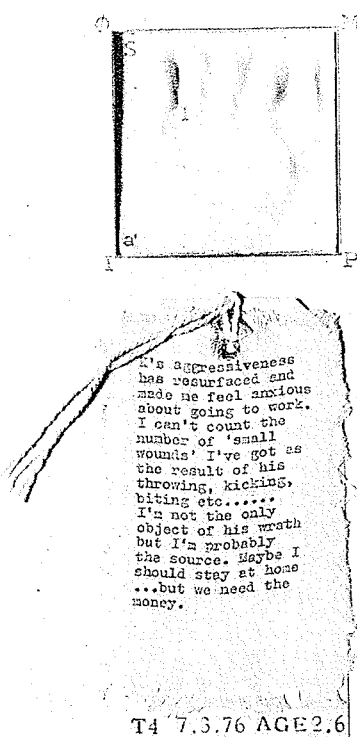 Φ M
S
1
a'
I P
K's aggressiveness
has resurfaced and
made me feel anxious
about going to work.
I can't count the
number of 'small
wounds' I've got as
the result of his
throwing, kicking,
biting etc......
I'm not the only
object of his wrath
but I'm probably
the source. Maybe I
should stay at home
...but we need the
money.
T4 7.3.76 AGE2.6